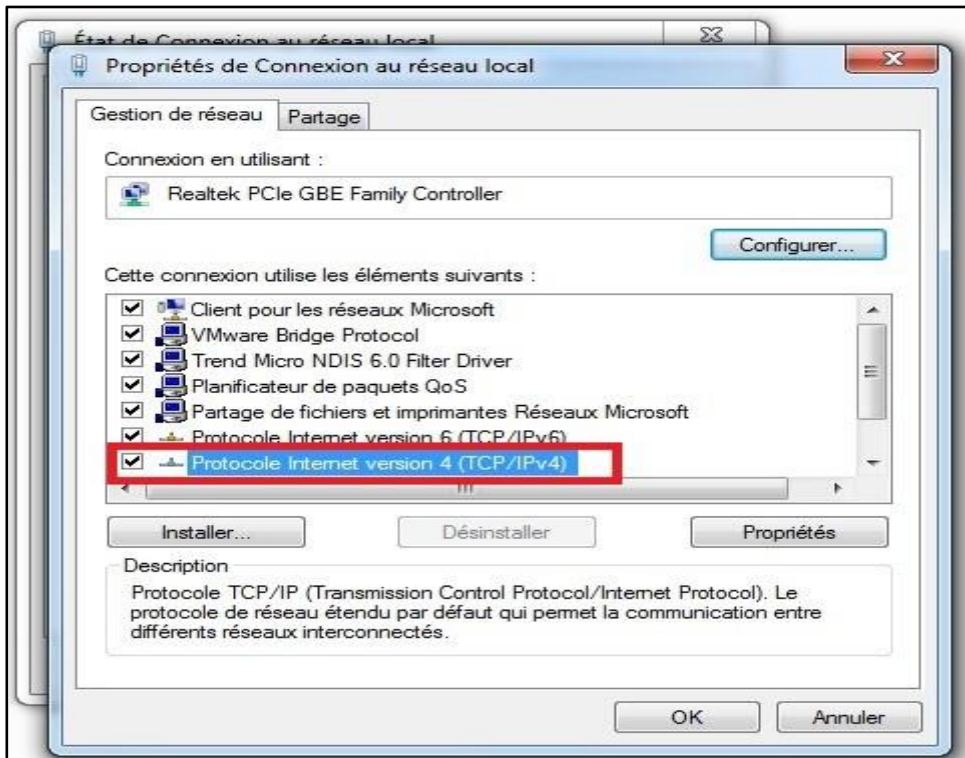 État de Connexion au réseau local
Propriétés de Connexion au réseau local
Gestion de réseau
Partage
Connexion en utilisant :
Realtek PCIe GBE Family Controller
Configurer...
Cette connexion utilise les éléments suivants :
Client pour les réseaux Microsoft
VMware Bridge Protocol
Trend Micro NDIS 6.0 Filter Driver
Planificateur de paquets QoS
Partage de fichiers et imprimantes Réseaux Microsoft
Protocole Internet version 6 (TCP/IPv6)
Protocole Internet version 4 (TCP/IPv4)
Installer...
Désinstaller
Propriétés
Description
Protocole TCP/IP (Transmission Control Protocol/Internet Protocol). Le
protocole de réseau étendu par défaut qui permet la communication entre
différents réseaux interconnectés.
OK
Annuler